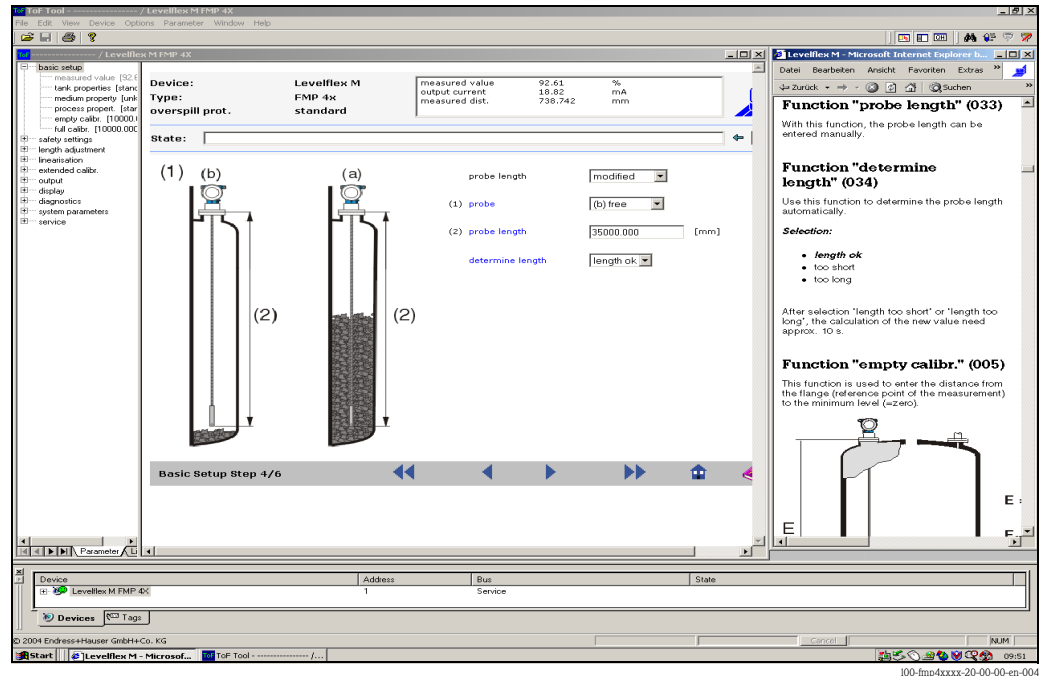 ToF Tool - ---------------- / Levelflex M FMP 4X
File Edit View Device Options Parameter Window Help
---------------- / Levelflex M FMP 4X
basic setup
measured value [92.6
tank properties [stanc
medium property [unk
process propert. [star
empty calibr. [10000.0
full calibr. [10000.000
safety settings
length adjustment
linearisation
extended calibr.
output
display
diagnostics
system parameters
service
Parameter
Device: Levelflex M
Type: FMP 4x
overspill prot. standard
measured value 92.61 %
output current 18.82 mA
measured dist. 738.742 mm
State:
(1) (b) (a)
(2) (2)
probe length modified
(1) probe (b) free
(2) probe length 35000.000 [mm]
determine length length ok
Basic Setup Step 4/6
Levelflex M - Microsoft Internet Explorer b...
Datei Bearbeiten Ansicht Favoriten Extras »
Zurück Suchen »
Function "probe length" (033)
With this function, the probe length can be
entered manually.
Function "determine
length" (034)
Use this function to determine the probe length
automatically.
Selection:
• length ok
• too short
• too long
After selection "length too short" or "length too
long", the calculation of the new value need
approx. 10 s.
Function "empty calibr." (005)
This function is used to enter the distance from
the flange (reference point of the measurement)
to the minimum level (=zero).
E
E
Device Address Bus State
Levelflex M FMP 4X 1 Service
Devices Tags
© 2004 Endress+Hauser GmbH+Co. KG
Cancel NUM
Start Levelflex M - Microsof... ToF Tool - ---------------- /... 09:51
l00-fmp4xxxx-20-00-00-en-004